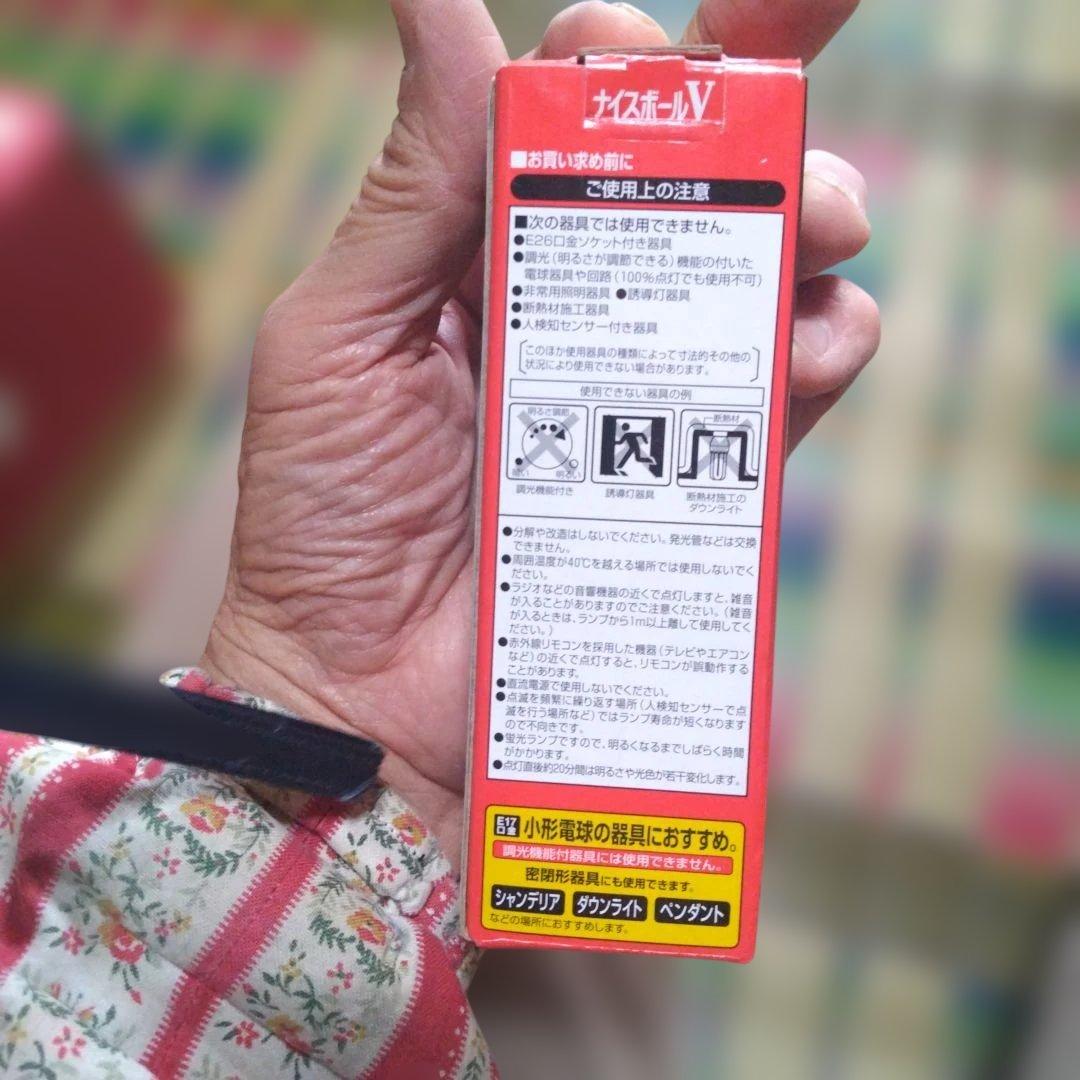 ナイスボールV
■お買い求め前に
ご使用上の注意
■次の器具では使用できません。
●E26口金ソケット付き器具
●調光(明るさが調節できる)機能の付いた
電球器具や回路(100%点灯でも使用不可)
●非常用照明器具 ●誘導灯器具
●断熱材施工器具
●人検知センサー付き器具
このほか使用器具の種類によって寸法的その他の
状況により使用できない場合があります。
使用できない器具の例
明るさ調節
暗い 明るい
断熱材
調光機能付き
誘導灯器具
断熱材施工の
ダウンライト
●分解や改造はしないでください。発光管などは交換
できません。
●周囲温度が40℃を越える場所では使用しないでく
ださい。
●ラジオなどの音響機器の近くで点灯しますと、雑音
が入ることがありますのでご注意ください。(雑音
が入るときは、ランプから1m以上離して使用してく
ださい。)
●赤外線リモコンを採用した機器(テレビやエアコン
など)の近くで点灯すると、リモコンが誤動作する
ことがあります。
●直流電源で使用しないでください。
●点滅を頻繁に繰り返す場所(人検知センサーで点
滅を行う場所など)ではランプ寿命が短くなります
ので不向きです。
●蛍光ランプですので、明るくなるまでしばらく時間
がかかります。
●点灯直後約20分間は明るさや光色が若干変化します。
E17
口金
小形電球の器具におすすめ。
調光機能付器具には使用できません。
密閉形器具にも使用できます。
シャンデリア ダウンライト ペンダント
などの場所におすすめします。